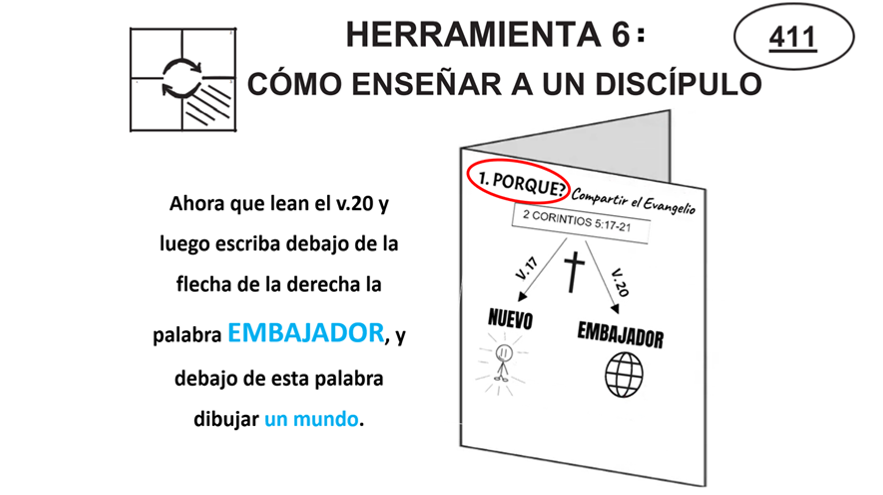 HERRAMIENTA 6:
411
CÓMO ENSEÑAR A UN DISCÍPULO
Ahora que lean el v.20 y
luego escriba debajo de la
flecha de la derecha la
palabra EMBAJADOR, y
debajo de esta palabra
dibujar un mundo.
1. PORQUE? Compartir el Evangelio
2 CORINTIOS 5:17-21
V.17
V.20
NUEVO
EMBAJADOR